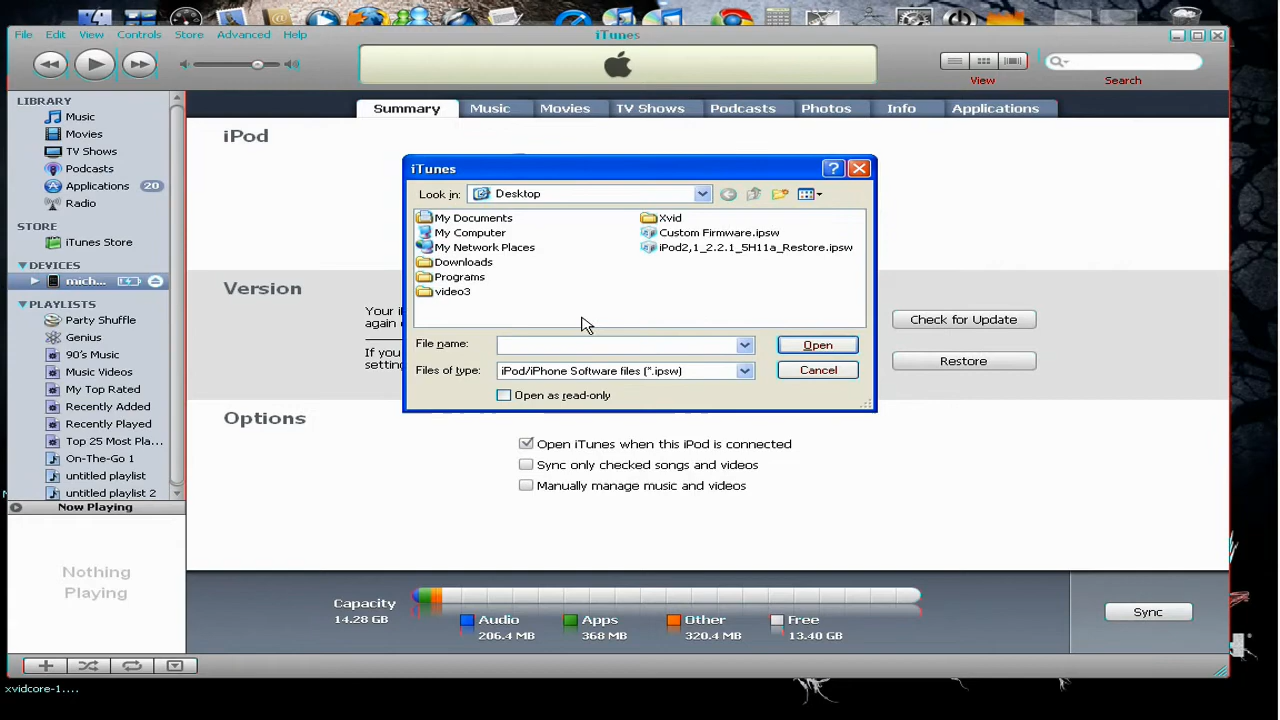 File Edit View Controls Store Advanced Help
iTunes
View
Search
LIBRARY
Music
Movies
TV Shows
Podcasts
Applications 20
Radio
STORE
iTunes Store
DEVICES
mich...
PLAYLISTS
Party Shuffle
Genius
90's Music
Music Videos
My Top Rated
Recently Added
Recently Played
Top 25 Most Pla...
On-The-Go 1
untitled playlist
untitled playlist 2
Now Playing
Nothing
Playing
Summary Music Movies TV Shows Podcasts Photos Info Applications
iPod
Version
Your i
again o
If you
setting
Check for Update
Restore
iTunes
Look in: Desktop
My Documents
My Computer
My Network Places
Downloads
Programs
video3
Xvid
Custom Firmware.ipsw
iPod2,1_2.2.1_5H11a_Restore.ipsw
File name:
Open
Files of type: iPod/iPhone Software files (*.ipsw)
Cancel
Open as read-only
Options
Open iTunes when this iPod is connected
Sync only checked songs and videos
Manually manage music and videos
Capacity
14.28 GB
Audio
206.4 MB
Apps
368 MB
Other
320.4 MB
Free
13.40 GB
Sync
xvidcore-1....